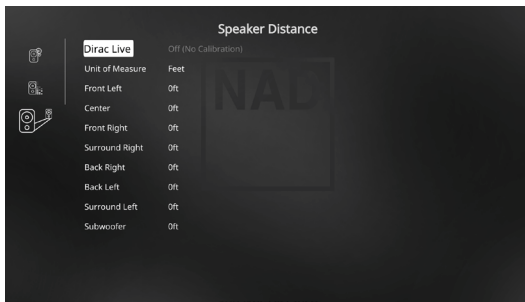 Speaker Distance
Dirac Live Off (No Calibration)
Unit of Measure Feet
Front Left 0ft
Center 0ft
Front Right 0ft
Surround Right 0ft
Back Right 0ft
Back Left 0ft
Surround Left 0ft
Subwoofer 0ft
NAD